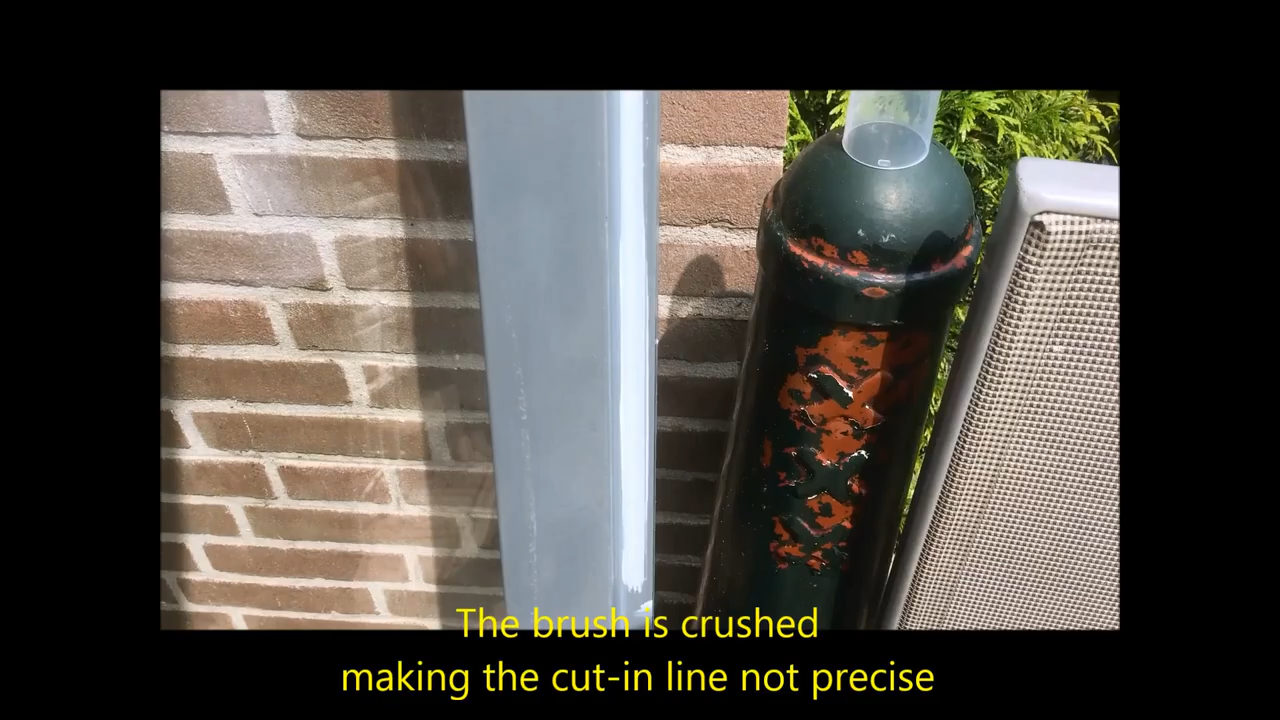 The brush is crushed
making the cut-in line not precise